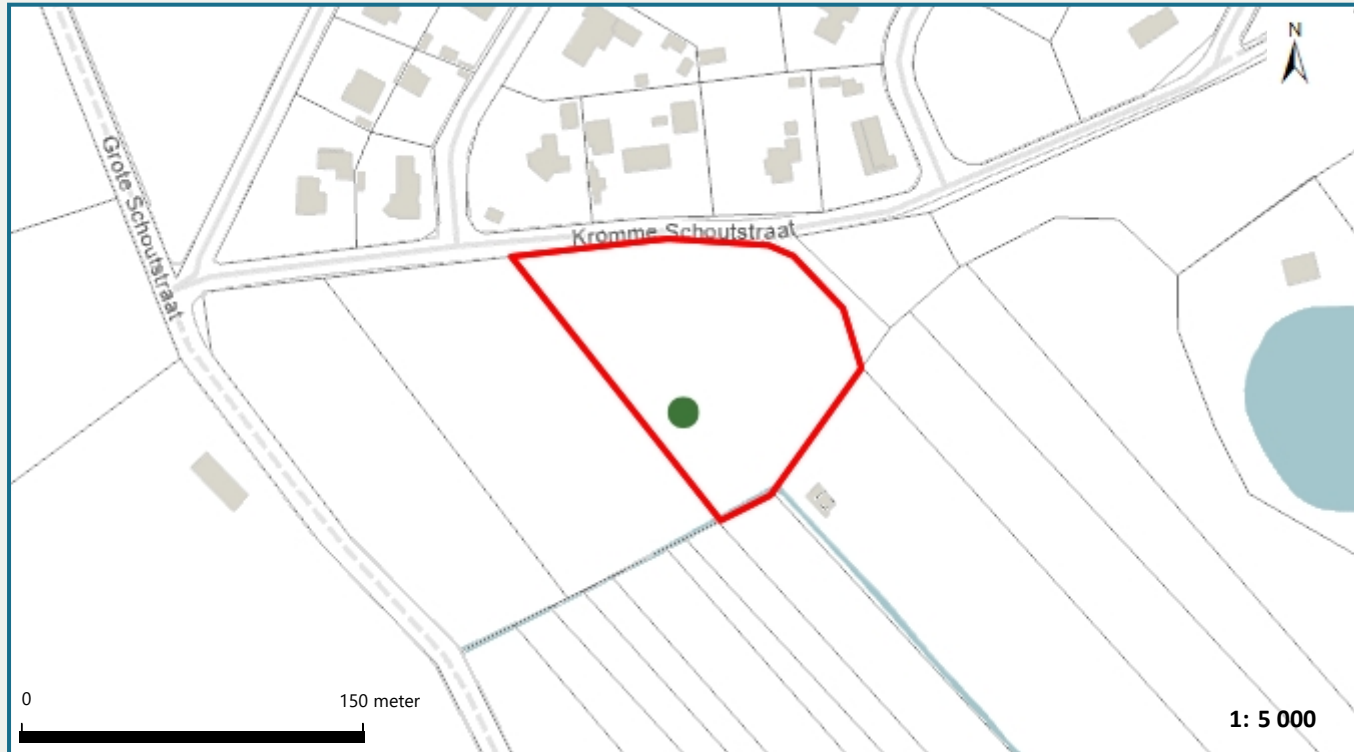 N
Grote Schoutstraat
Kromme Schoutstraat
0
150 meter
1: 5 000